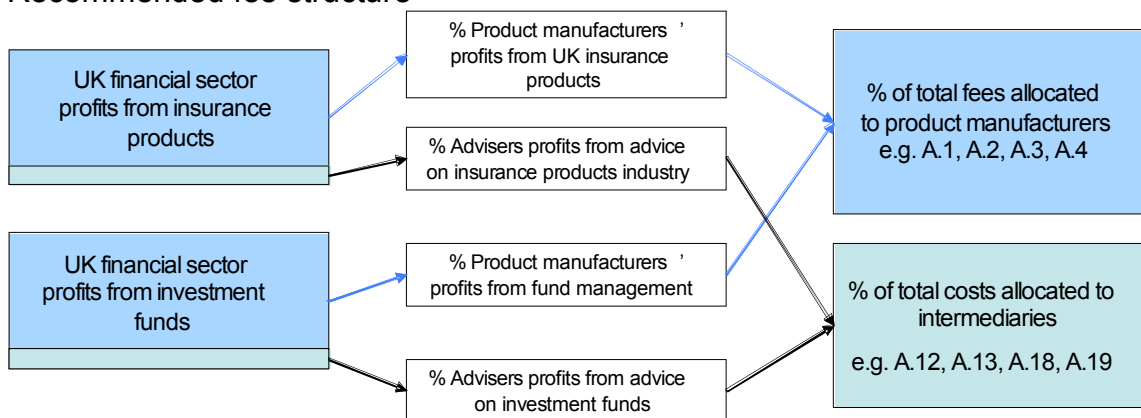 Recommended fee structure
UK financial sector
profits from insurance
products
% Product manufacturers ’
profits from UK insurance
products
% Advisers profits from advice
on insurance products industry
% of total fees allocated
to product manufacturers
e.g. A.1, A.2, A.3, A.4
UK financial sector
profits from investment
funds
% Product manufacturers ’
profits from fund management
% Advisers profits from advice
on investment funds
% of total costs allocated to
intermediaries
e.g. A.12, A.13, A.18, A.19